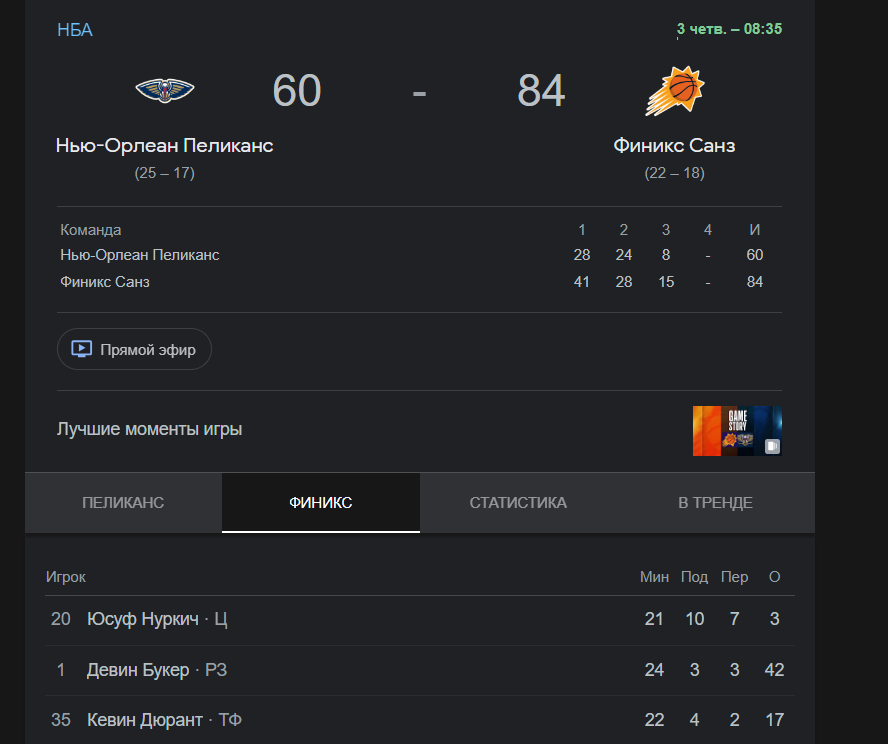 НБА
3 четв. – 08:35
60 - 84
Нью-Орлеан Пеликанс
Финикс Санз
(25 – 17)
(22 – 18)
Команда 1 2 3 4 И
Нью-Орлеан Пеликанс 28 24 8 - 60
Финикс Санз 41 28 15 - 84
Прямой эфир
Лучшие моменты игры
GAME
STORY
ПЕЛИКАНС ФИНИКС СТАТИСТИКА В ТРЕНДЕ
Игрок Мин Под Пер О
20 Юсуф Нуркич · Ц 21 10 7 3
1 Девин Букер · РЗ 24 3 3 42
35 Кевин Дюрант · ТФ 22 4 2 17